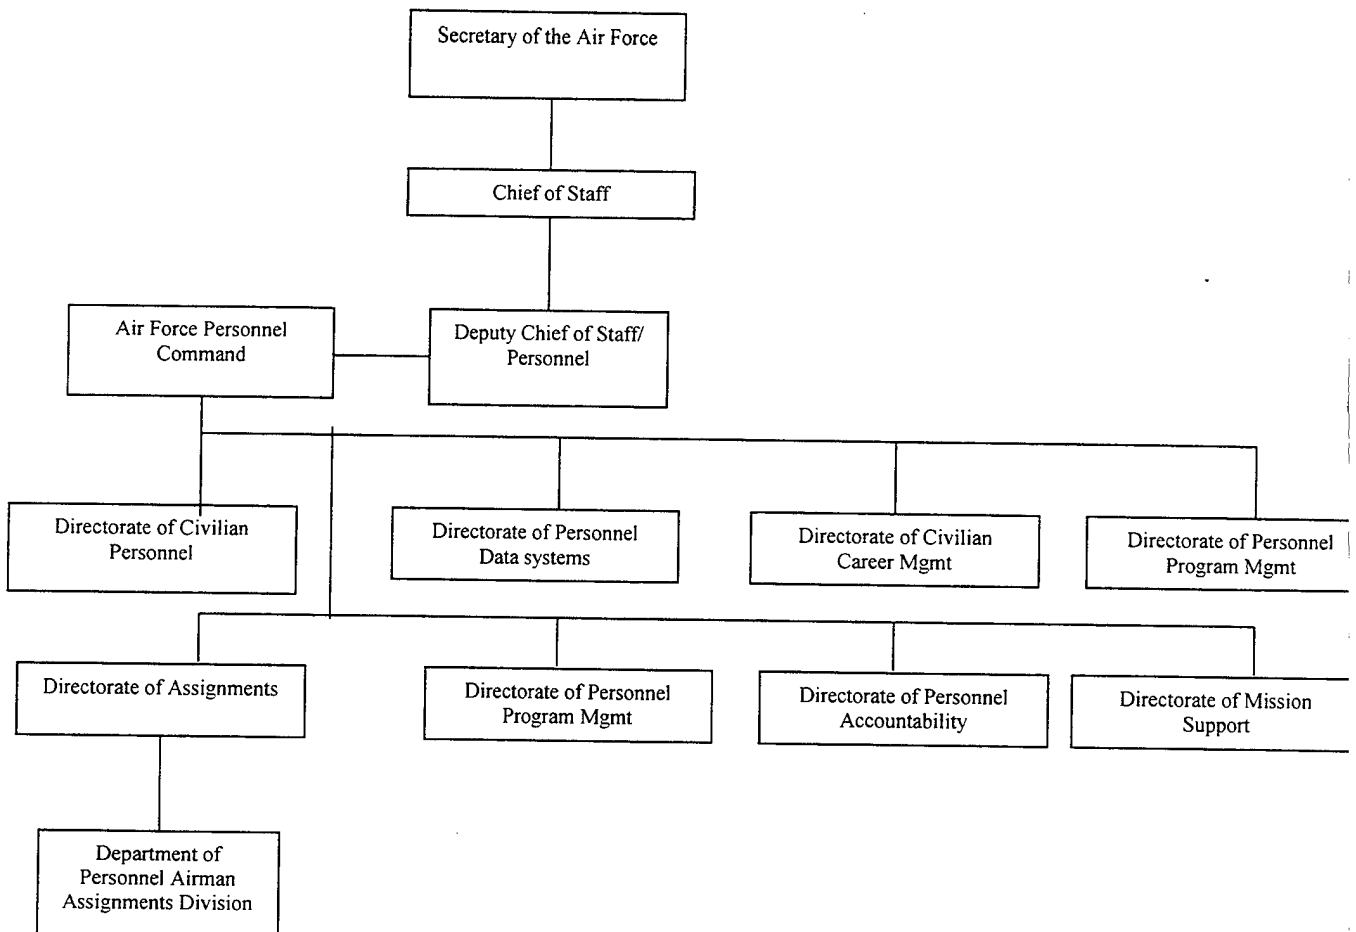 Secretary of the Air Force
Chief of Staff
Air Force Personnel
Command
Deputy Chief of Staff/
Personnel
Directorate of Civilian
Personnel
Directorate of Personnel
Data systems
Directorate of Civilian
Career Mgmt
Directorate of Personnel
Program Mgmt
Directorate of Assignments
Directorate of Personnel
Program Mgmt
Directorate of Personnel
Accountability
Directorate of Mission
Support
Department of
Personnel Airman
Assignments Division